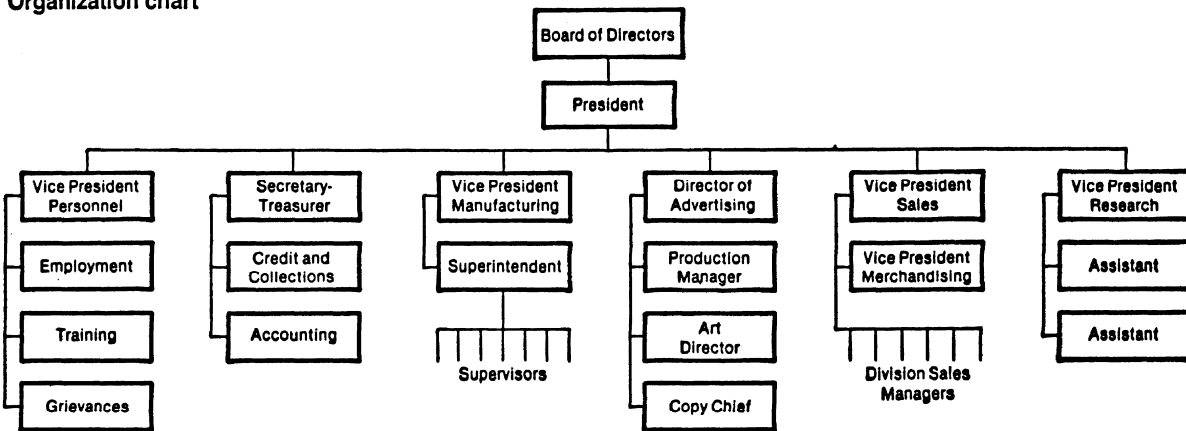 Organization chart
Board of Directors
President
Vice President
Personnel
Secretary-
Treasurer
Vice President
Manufacturing
Director of
Advertising
Vice President
Sales
Vice President
Research
Employment
Credit and
Collections
Superintendent
Production
Manager
Vice President
Merchandising
Assistant
Training
Accounting
Supervisors
Art
Director
Division Sales
Managers
Assistant
Grievances
Copy Chief